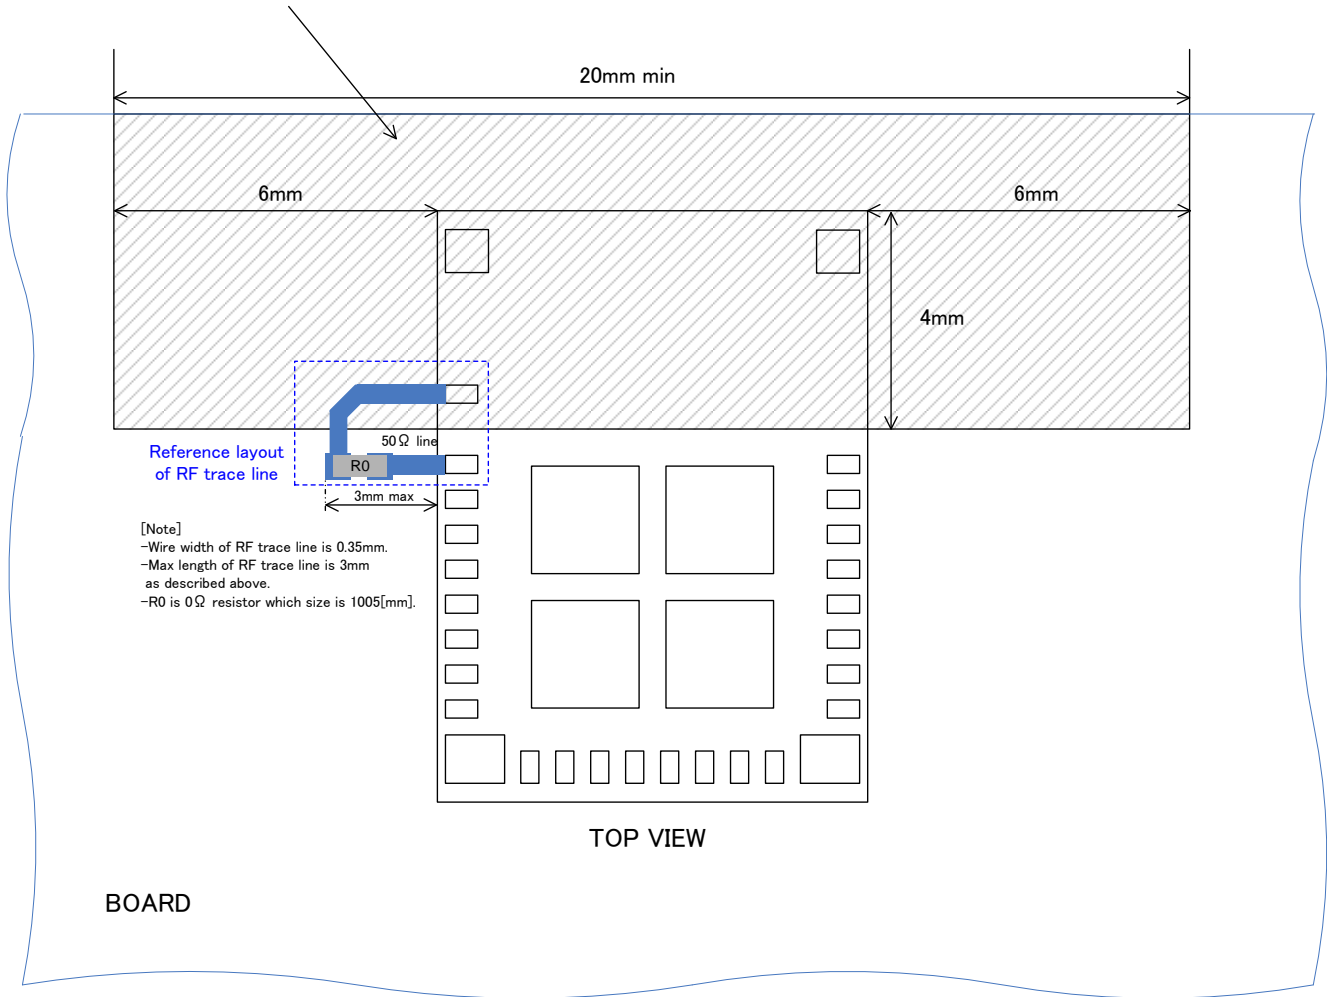 20mm min
6mm
6mm
4mm
50Ω line
Reference layout
of RF trace line
R0
3mm max
[Note]
-Wire width of RF trace line is 0.35mm.
-Max length of RF trace line is 3mm
as described above.
-R0 is 0Ω resistor which size is 1005[mm].
TOP VIEW
BOARD